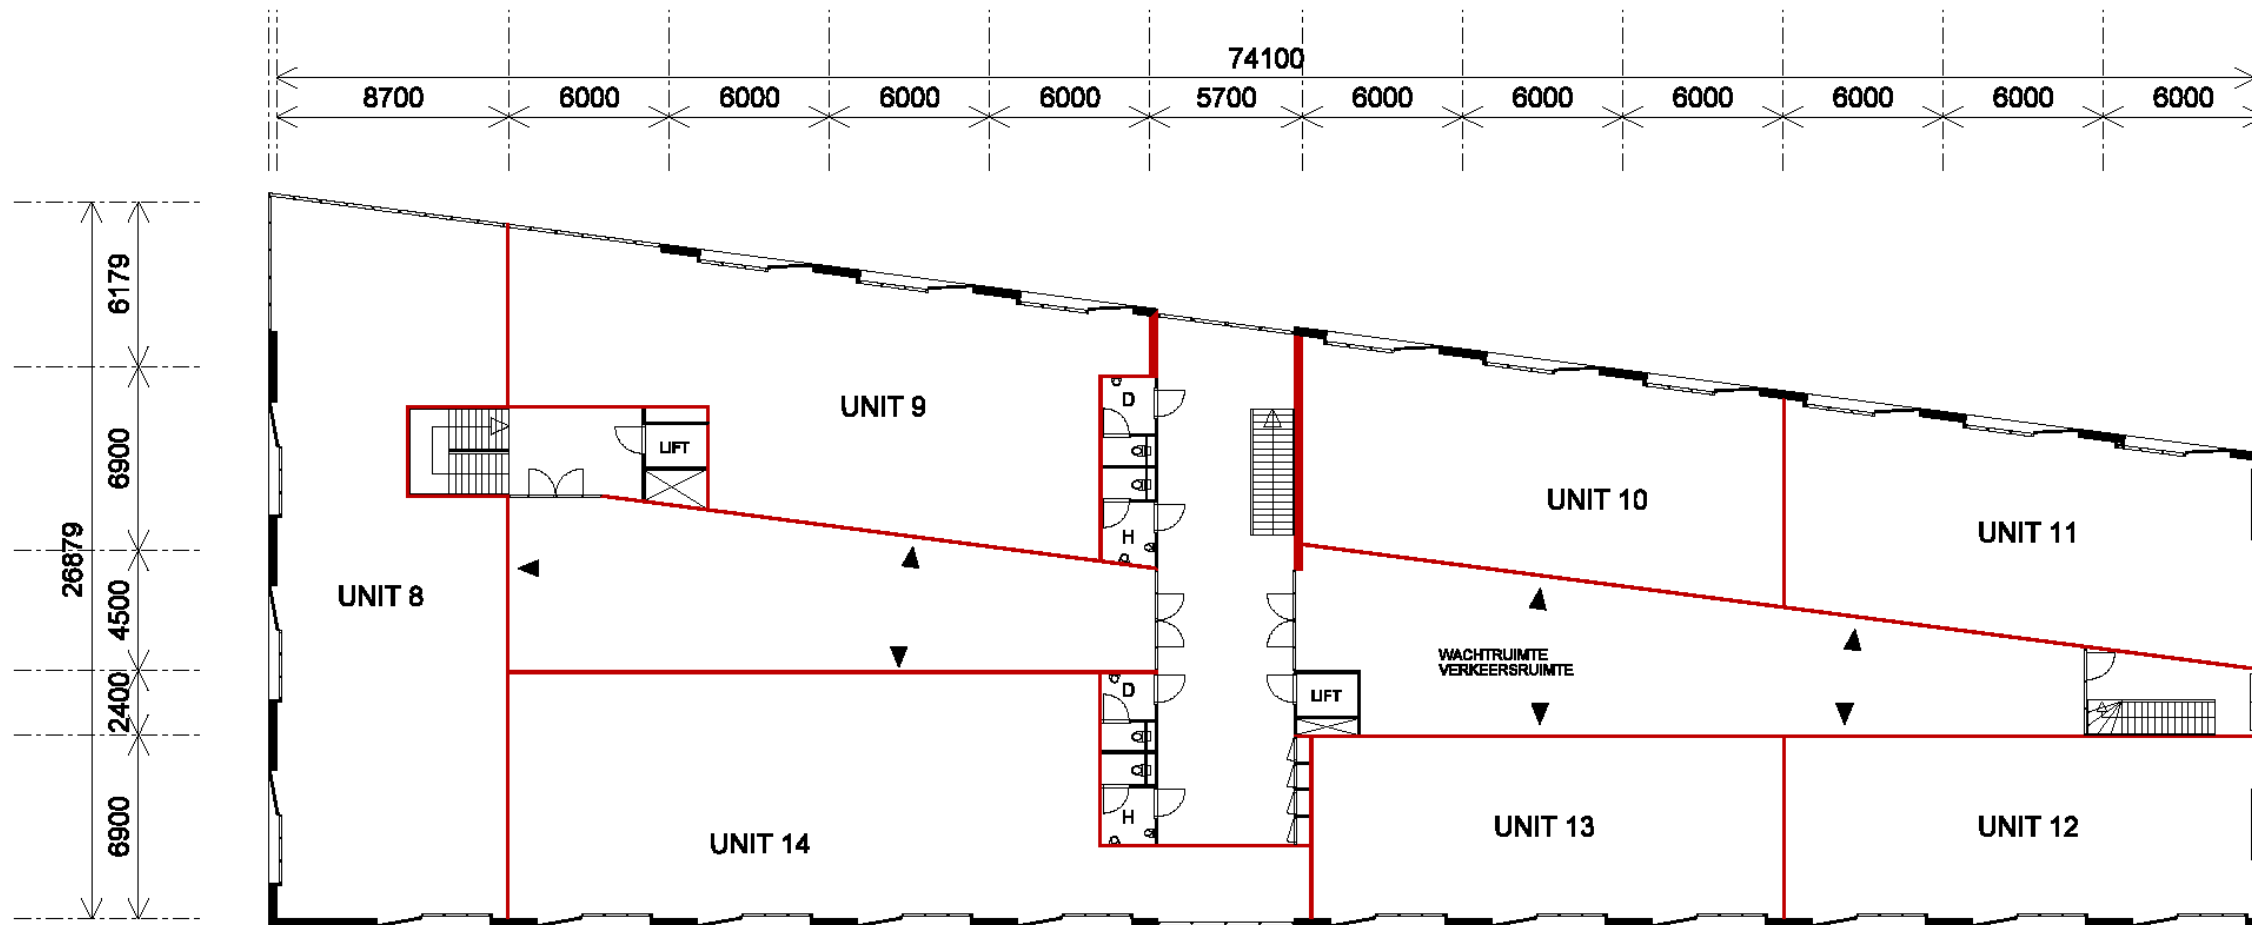 74100
8700 6000 6000 6000 6000 5700 6000 6000 6000 6000 6000 6000
26879
6179
6900
4500
2400
6900
UNIT 9
D
LIFT
H
UNIT 10
UNIT 11
UNIT 8
WACHTRUIMTE
VERKEERSRUIMTE
D
LIFT
H
UNIT 14
UNIT 13
UNIT 12